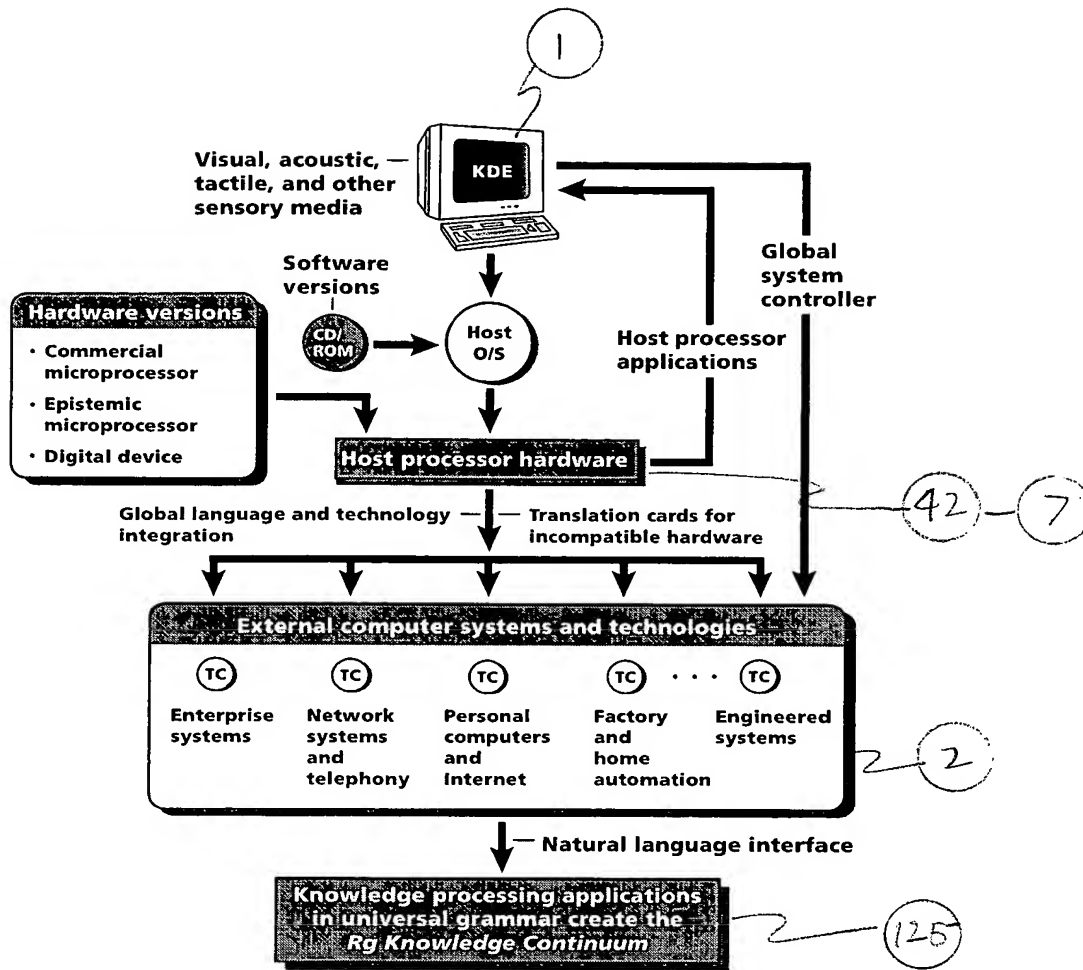 1
Visual, acoustic,
tactile, and other
sensory media
KDE
Software
versions
Global
system
controller
Hardware versions
• Commercial
microprocessor
• Epistemic
microprocessor
• Digital device
CD/
ROM
Host
O/S
Host processor
applications
Host processor hardware
42
7
Global language and technology
integration
Translation cards for
incompatible hardware
External computer systems and technologies
TC
TC
TC
TC
. . .
TC
Enterprise
systems
Network
systems
and
telephony
Personal
computers
and
Internet
Factory
and
home
automation
Engineered
systems
2
Natural language interface
Knowledge processing applications
in universal grammar create the
Rg Knowledge Continuum
125